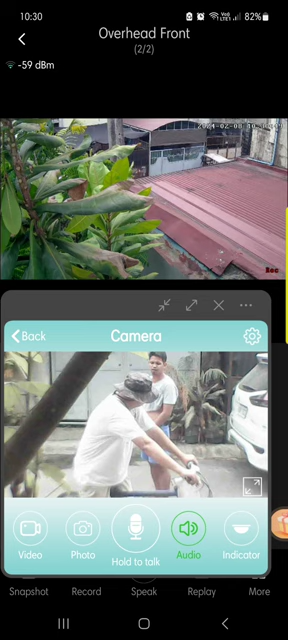 10:30
82%
Overhead Front
(2/2)
-59 dBm
Back
Camera
Video
Photo
Hold to talk
Audio
Indicator
Snapshot
Record
Speak
Replay
More